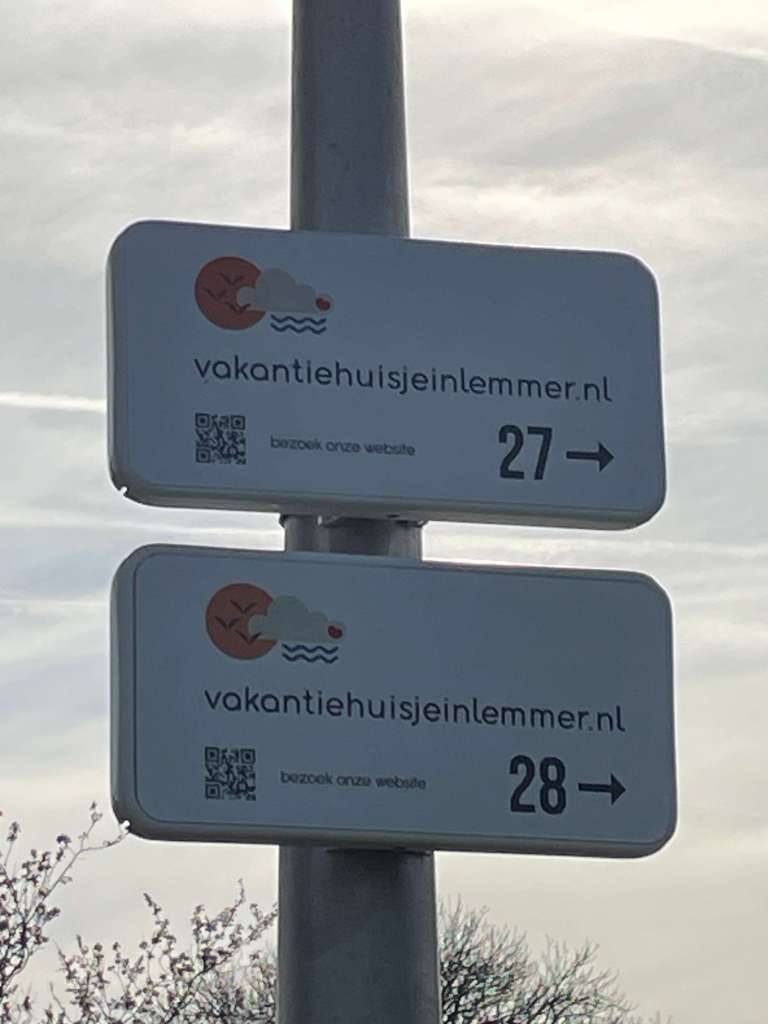 vakantiehuisjeinlemmer.nl
bezoek onze website
27 →
vakantiehuisjeinlemmer.nl
bezoek onze website
28 →